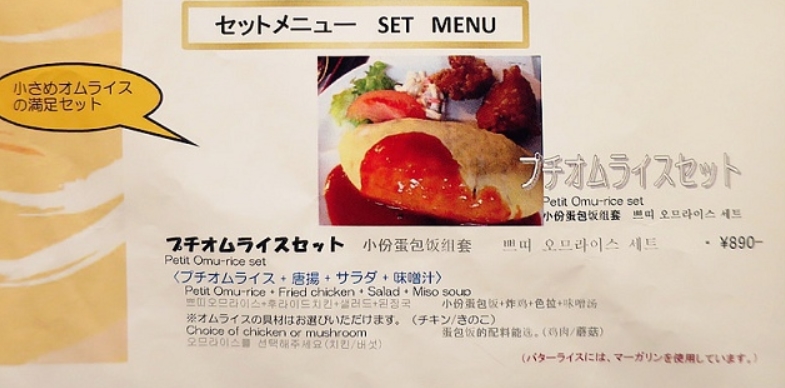 セットメニュー SET MENU
小さめオムライス
の満足セット
プチオムライスセット
Petit Omu-rice set
小份蛋包饭组套 쁘띠 오므라이스 세트
プチオムライスセット 小份蛋包饭组套 쁘띠 오므라이스 세트 ・ ¥890-
Petit Omu-rice set
〈プチオムライス + 唐揚 + サラダ + 味噌汁〉
Petit Omu-rice + Fried chicken + Salad + Miso soup
쁘띠오므라이스+후라이드치킨+샐러드+된장국 小份蛋包饭+炸鸡+色拉+味噌汤
※オムライスの具材はお選びいただけます。(チキン/きのこ)
Choice of chicken or mushroom 蛋包饭的配料能选。(鸡肉/蘑菇)
오므라이스를 선택해주세요(치킨/버섯)
(バターライスには、マーガリンを使用しています。)